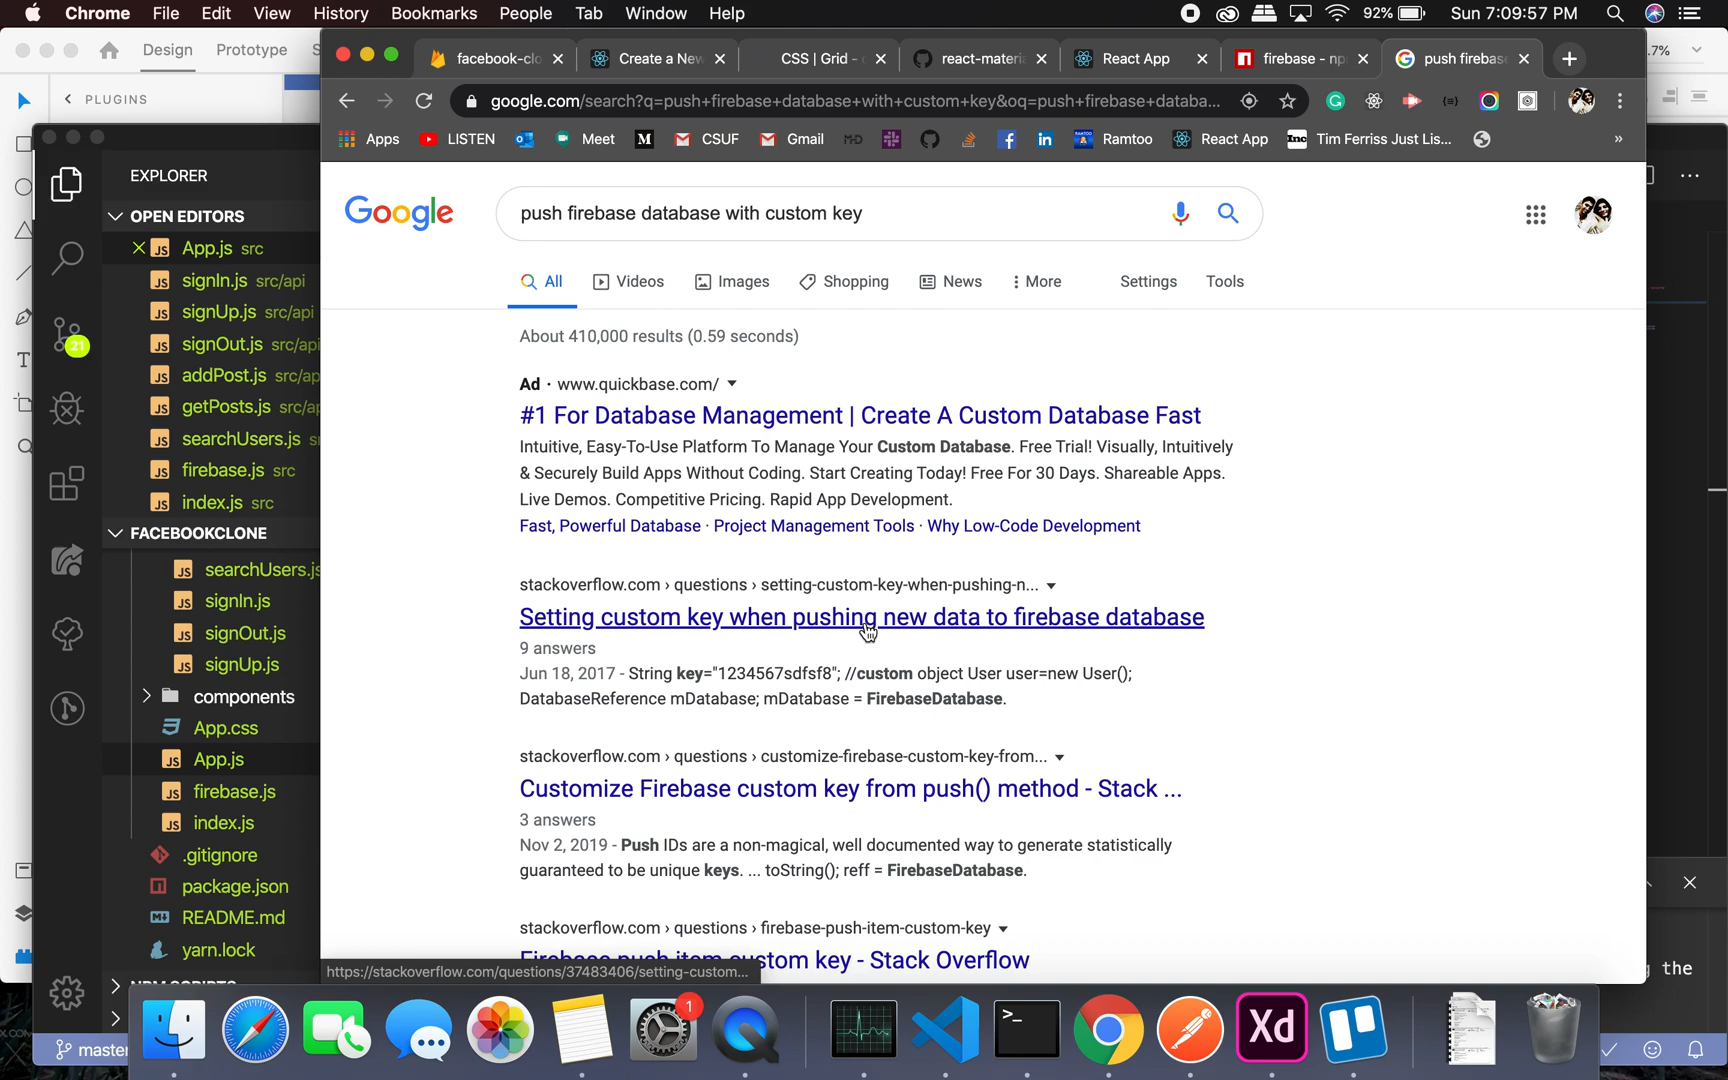 Chrome File Edit View History Bookmarks People Tab Window Help 92% Sun 7:09:57 PM
Design Prototype
PLUGINS
facebook-clo Create a New CSS | Grid - react-materia React App firebase - np push firebas
google.com/search?q=push+firebase+database+with+custom+key&oq=push+firebase+databa...
Apps LISTEN Meet CSUF Gmail Ramtoo React App Tim Ferriss Just Lis... »
EXPLORER
OPEN EDITORS
App.js src
signIn.js src/api
signUp.js src/api
signOut.js src/api
addPost.js src/ap
getPosts.js src/ap
searchUsers.js s
firebase.js src
index.js src
FACEBOOKCLONE
searchUsers.js
signIn.js
signOut.js
signUp.js
components
App.css
App.js
firebase.js
index.js
.gitignore
package.json
README.md
yarn.lock
21
master
Google
push firebase database with custom key
All Videos Images Shopping News More Settings Tools
About 410,000 results (0.59 seconds)
Ad · www.quickbase.com/
#1 For Database Management | Create A Custom Database Fast
Intuitive, Easy-To-Use Platform To Manage Your Custom Database. Free Trial! Visually, Intuitively
& Securely Build Apps Without Coding. Start Creating Today! Free For 30 Days. Shareable Apps.
Live Demos. Competitive Pricing. Rapid App Development.
Fast, Powerful Database · Project Management Tools · Why Low-Code Development
stackoverflow.com › questions › setting-custom-key-when-pushing-n...
Setting custom key when pushing new data to firebase database
9 answers
Jun 18, 2017 - String key="1234567sdfsf8"; //custom object User user=new User();
DatabaseReference mDatabase; mDatabase = FirebaseDatabase.
stackoverflow.com › questions › customize-firebase-custom-key-from...
Customize Firebase custom key from push() method - Stack ...
3 answers
Nov 2, 2019 - Push IDs are a non-magical, well documented way to generate statistically
guaranteed to be unique keys. ... toString(); reff = FirebaseDatabase.
stackoverflow.com › questions › firebase-push-item-custom-key
Firebase push item custom key - Stack Overflow
https://stackoverflow.com/questions/37483406/setting-custom...
the
1
Xd